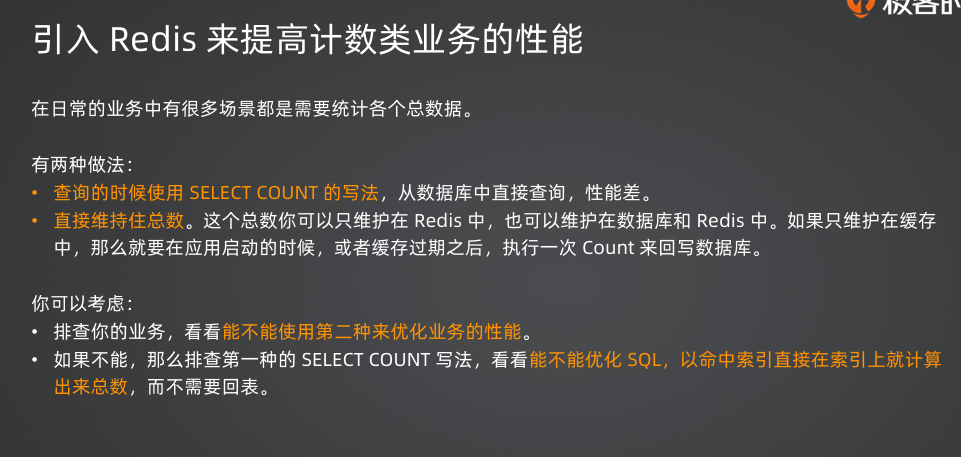 极客时
引入 Redis 来提高计数类业务的性能
在日常的业务中有很多场景都是需要统计各个总数据。
有两种做法：
• 查询的时候使用 SELECT COUNT 的写法，从数据库中直接查询，性能差。
• 直接维持住总数。这个总数你可以只维护在 Redis 中，也可以维护在数据库和 Redis 中。如果只维护在缓存
中，那么就要在应用启动的时候，或者缓存过期之后，执行一次 Count 来回写数据库。
你可以考虑：
• 排查你的业务，看看能不能使用第二种来优化业务的性能。
• 如果不能，那么排查第一种的 SELECT COUNT 写法，看看能不能优化 SQL，以命中索引直接在索引上就计算
出来总数，而不需要回表。